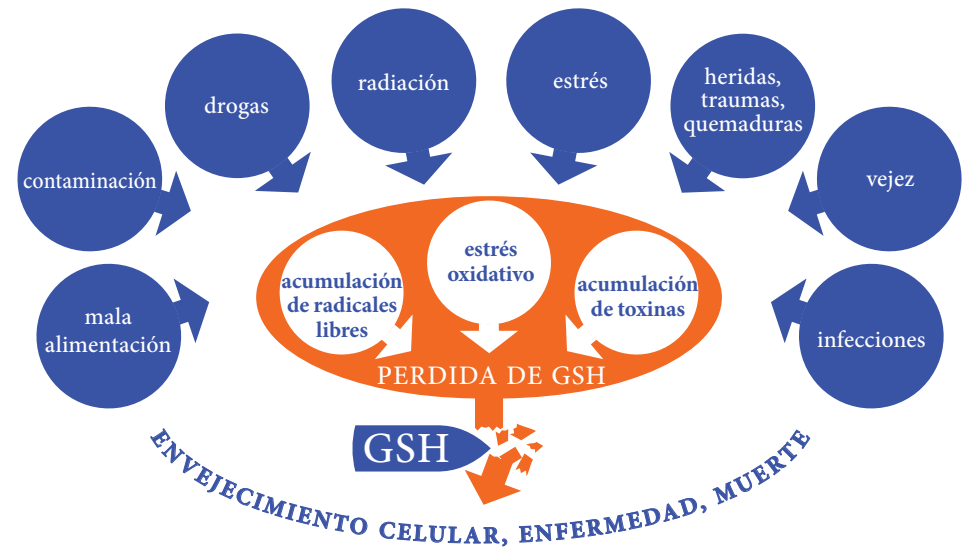 mala
alimentación
contaminación
drogas
radiación
estrés
heridas,
traumas,
quemaduras
vejez
infecciones
acumulación
de radicales
libres
estrés
oxidativo
acumulación
de toxinas
PERDIDA DE GSH
GSH
ENVEJECIMIENTO CELULAR, ENFERMEDAD, MUERTE